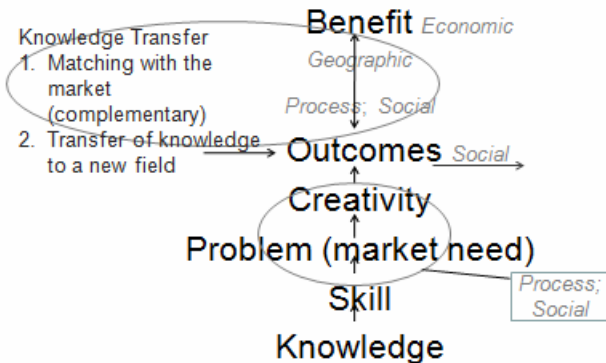 Benefit Economic
Knowledge Transfer
1. Matching with the
market
(complementary)
2. Transfer of knowledge
to a new field
Geographic
Process; Social
Outcomes Social
Creativity
Problem (market need)
Process;
Social
Skill
Knowledge